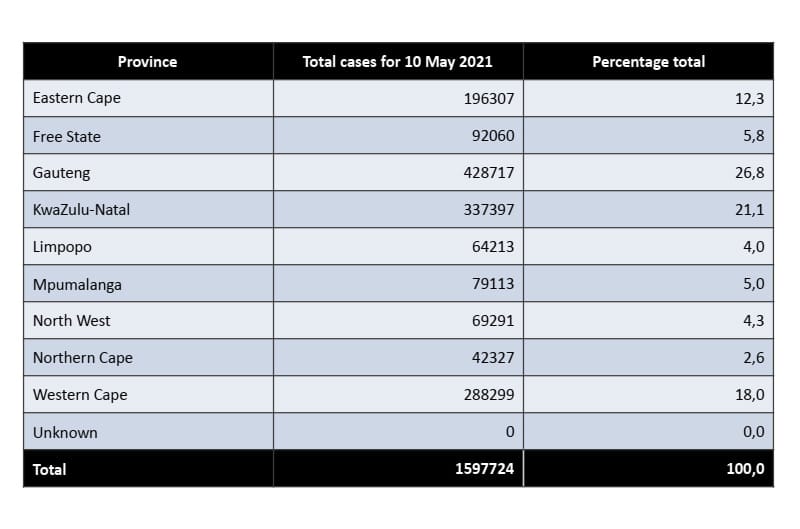 Province Total cases for 10 May 2021 Percentage total
Eastern Cape 196307 12,3
Free State 92060 5,8
Gauteng 428717 26,8
KwaZulu-Natal 337397 21,1
Limpopo 64213 4,0
Mpumalanga 79113 5,0
North West 69291 4,3
Northern Cape 42327 2,6
Western Cape 288299 18,0
Unknown 0 0,0
Total 1597724 100,0